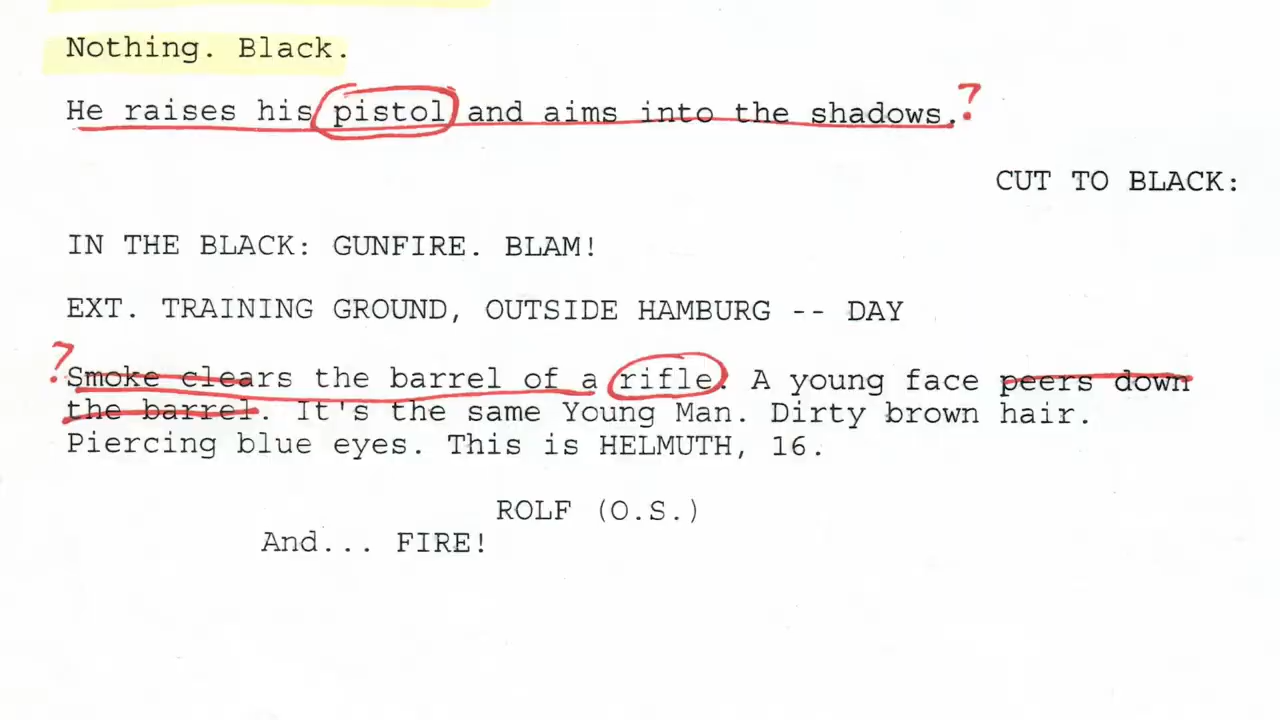 Nothing. Black.
He raises his pistol and aims into the shadows.?
CUT TO BLACK:
IN THE BLACK: GUNFIRE. BLAM!
EXT. TRAINING GROUND, OUTSIDE HAMBURG -- DAY
?Smoke clears the barrel of a rifle. A young face peers down
the barrel. It's the same Young Man. Dirty brown hair.
Piercing blue eyes. This is HELMUTH, 16.
ROLF (O.S.)
And... FIRE!